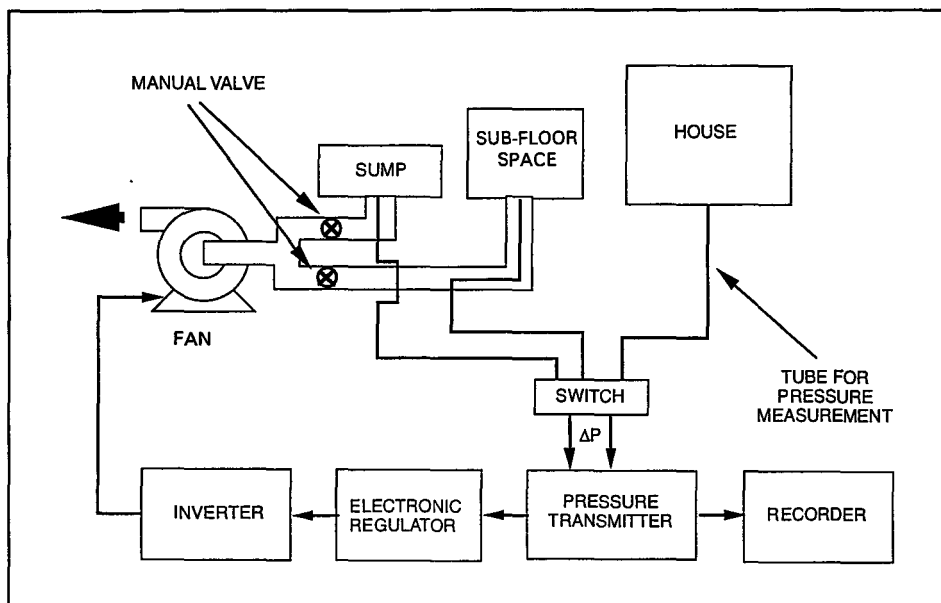 MANUAL VALVE
SUMP
SUB-FLOOR
SPACE
HOUSE
FAN
TUBE FOR
PRESSURE
MEASUREMENT
SWITCH
ΔP
INVERTER
ELECTRONIC
REGULATOR
PRESSURE
TRANSMITTER
RECORDER